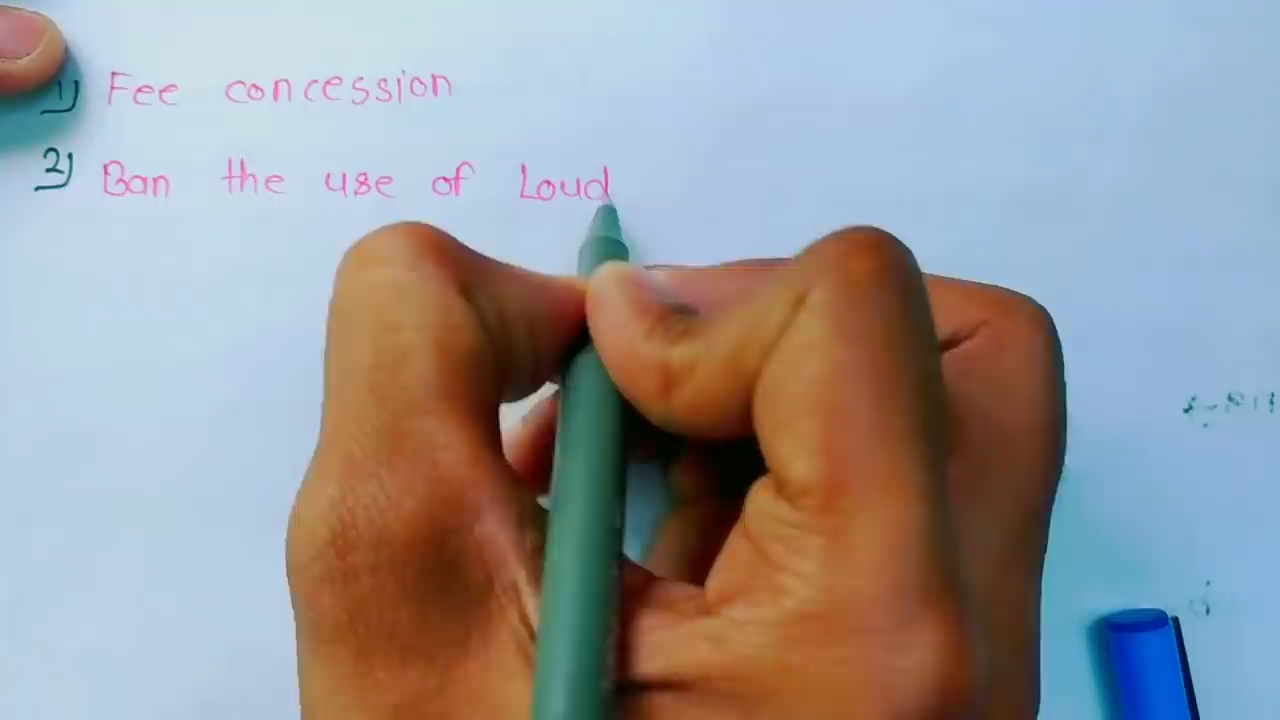 1) Fee concession
2) Ban the use of Loud